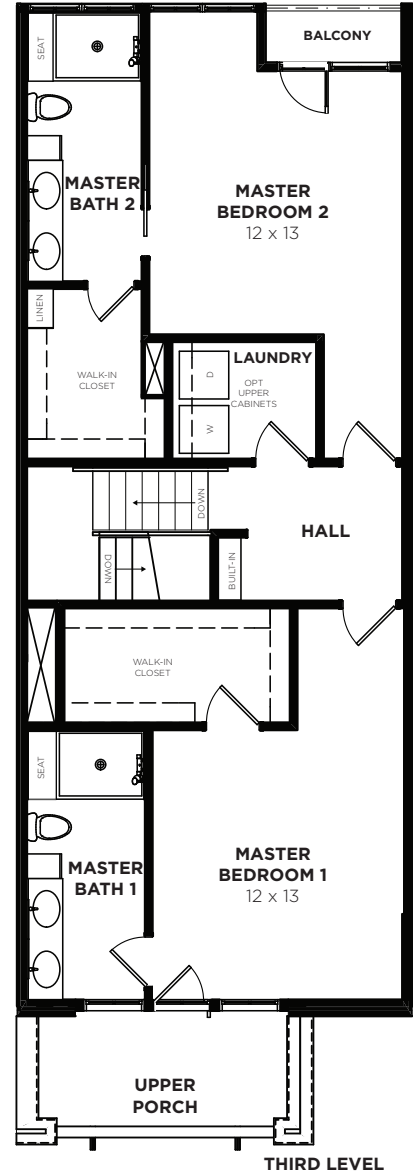 BALCONY
SEAT
MASTER
BATH 2
MASTER
BEDROOM 2
12 x 13
LINEN
WALK-IN
CLOSET
LAUNDRY
D
OPT
UPPER
CABINETS
W
DOWN
DOWN
BUILT-IN
HALL
WALK-IN
CLOSET
SEAT
MASTER
BATH 1
MASTER
BEDROOM 1
12 x 13
UPPER
PORCH
THIRD LEVEL